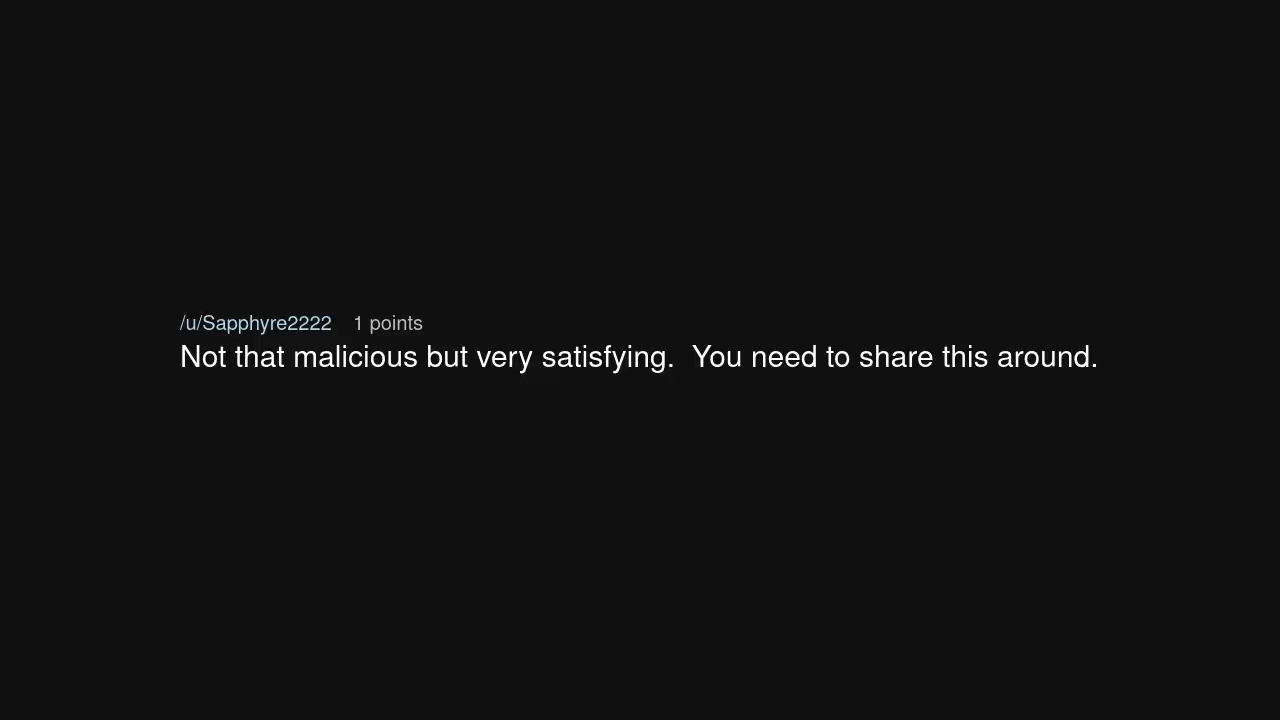 /u/Sapphyre2222 1 points
Not that malicious but very satisfying.  You need to share this around.